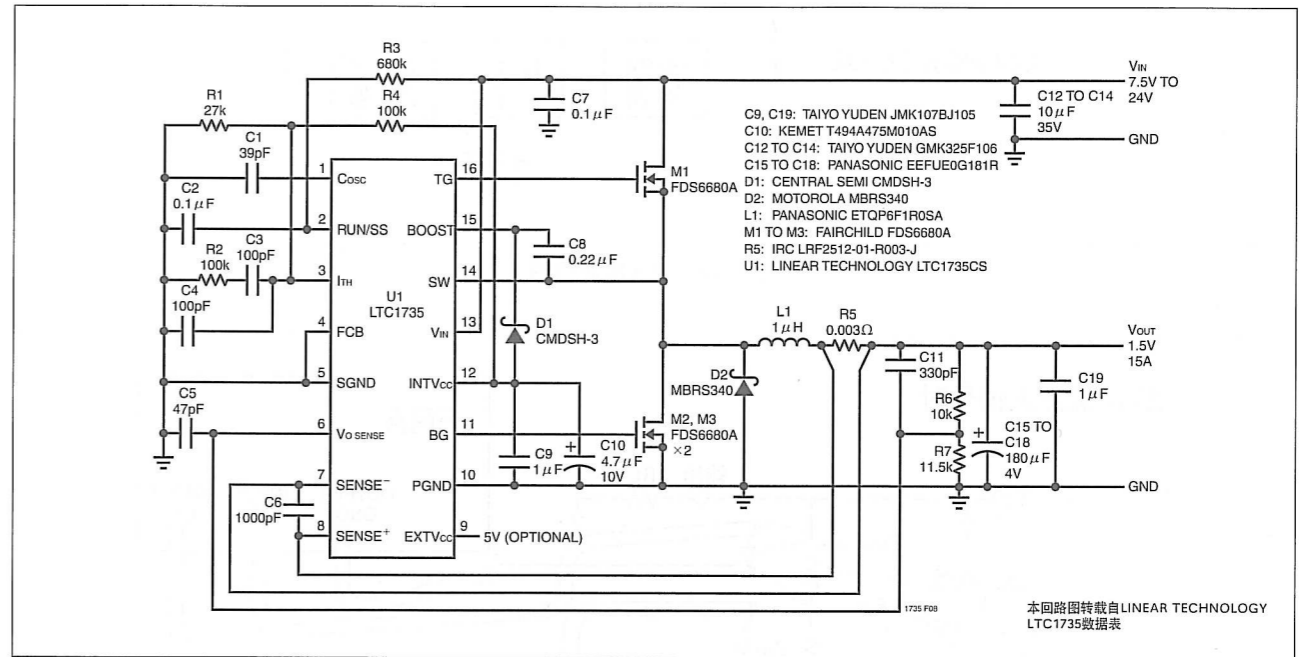 R3
680k
R1
27k
R4
100k
C1
39pF
C2
0.1μF
R2
100k
C3
100pF
C4
100pF
C5
47pF
C6
1000pF
U1
LTC1735
1 COSC
2 RUN/SS
3 ITH
4 FCB
5 SGND
6 VO SENSE
7 SENSE−
8 SENSE+
TG 16
BOOST 15
SW 14
VIN 13
INTVCC 12
BG 11
PGND 10
EXTVCC 9
5V (OPTIONAL)
C7
0.1μF
C8
0.22μF
D1
CMDSH-3
C9
1μF
+
C10
4.7μF
10V
M1
FDS6680A
M2, M3
FDS6680A
×2
D2
MBRS340
L1
1μH
R5
0.003Ω
C11
330pF
R6
10k
R7
11.5k
+
C15 TO
C18
180μF
4V
C19
1μF
VIN
7.5V TO
24V
C12 TO C14
10μF
35V
GND
VOUT
1.5V
15A
GND
C9, C19: TAIYO YUDEN JMK107BJ105
C10: KEMET T494A475M010AS
C12 TO C14: TAIYO YUDEN GMK325F106
C15 TO C18: PANASONIC EEFUE0G181R
D1: CENTRAL SEMI CMDSH-3
D2: MOTOROLA MBRS340
L1: PANASONIC ETQP6F1R0SA
M1 TO M3: FAIRCHILD FDS6680A
R5: IRC LRF2512-01-R003-J
U1: LINEAR TECHNOLOGY LTC1735CS
1735 F08
本回路图转载自LINEAR TECHNOLOGY
LTC1735数据表